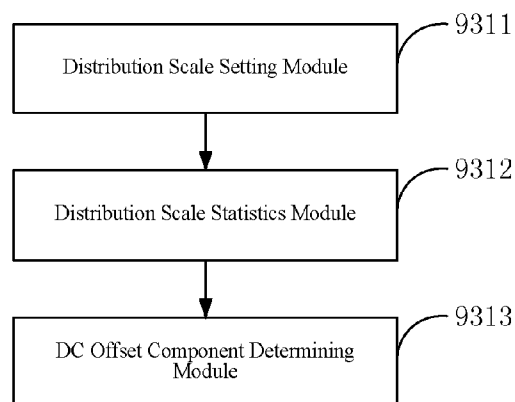 9311
Distribution Scale Setting Module
9312
Distribution Scale Statistics Module
9313
DC Offset Component Determining
Module